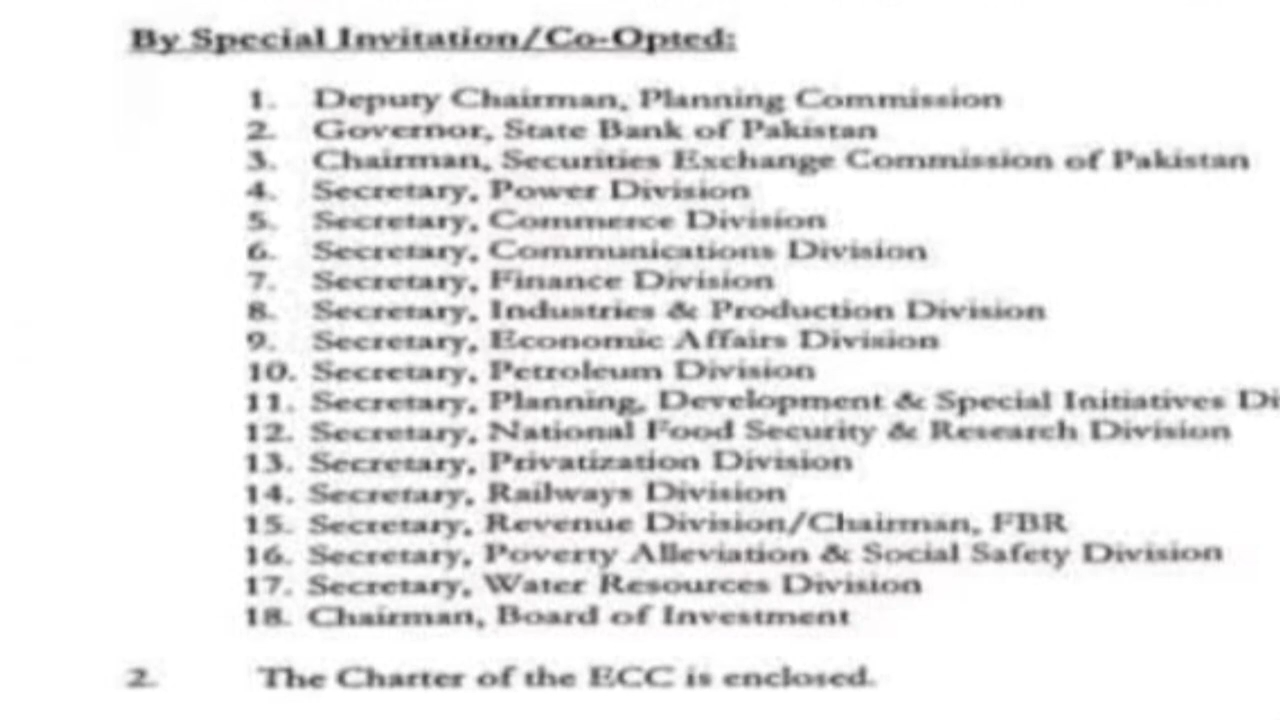 By Special Invitation/Co-Opted:
1. Deputy Chairman, Planning Commission
2. Governor, State Bank of Pakistan
3. Chairman, Securities Exchange Commission of Pakistan
4. Secretary, Power Division
5. Secretary, Commerce Division
6. Secretary, Communications Division
7. Secretary, Finance Division
8. Secretary, Industries & Production Division
9. Secretary, Economic Affairs Division
10. Secretary, Petroleum Division
11. Secretary, Planning, Development & Special Initiatives Di
12. Secretary, National Food Security & Research Division
13. Secretary, Privatization Division
14. Secretary, Railways Division
15. Secretary, Revenue Division/Chairman, FBR
16. Secretary, Poverty Alleviation & Social Safety Division
17. Secretary, Water Resources Division
18. Chairman, Board of Investment
2. The Charter of the ECC is enclosed.